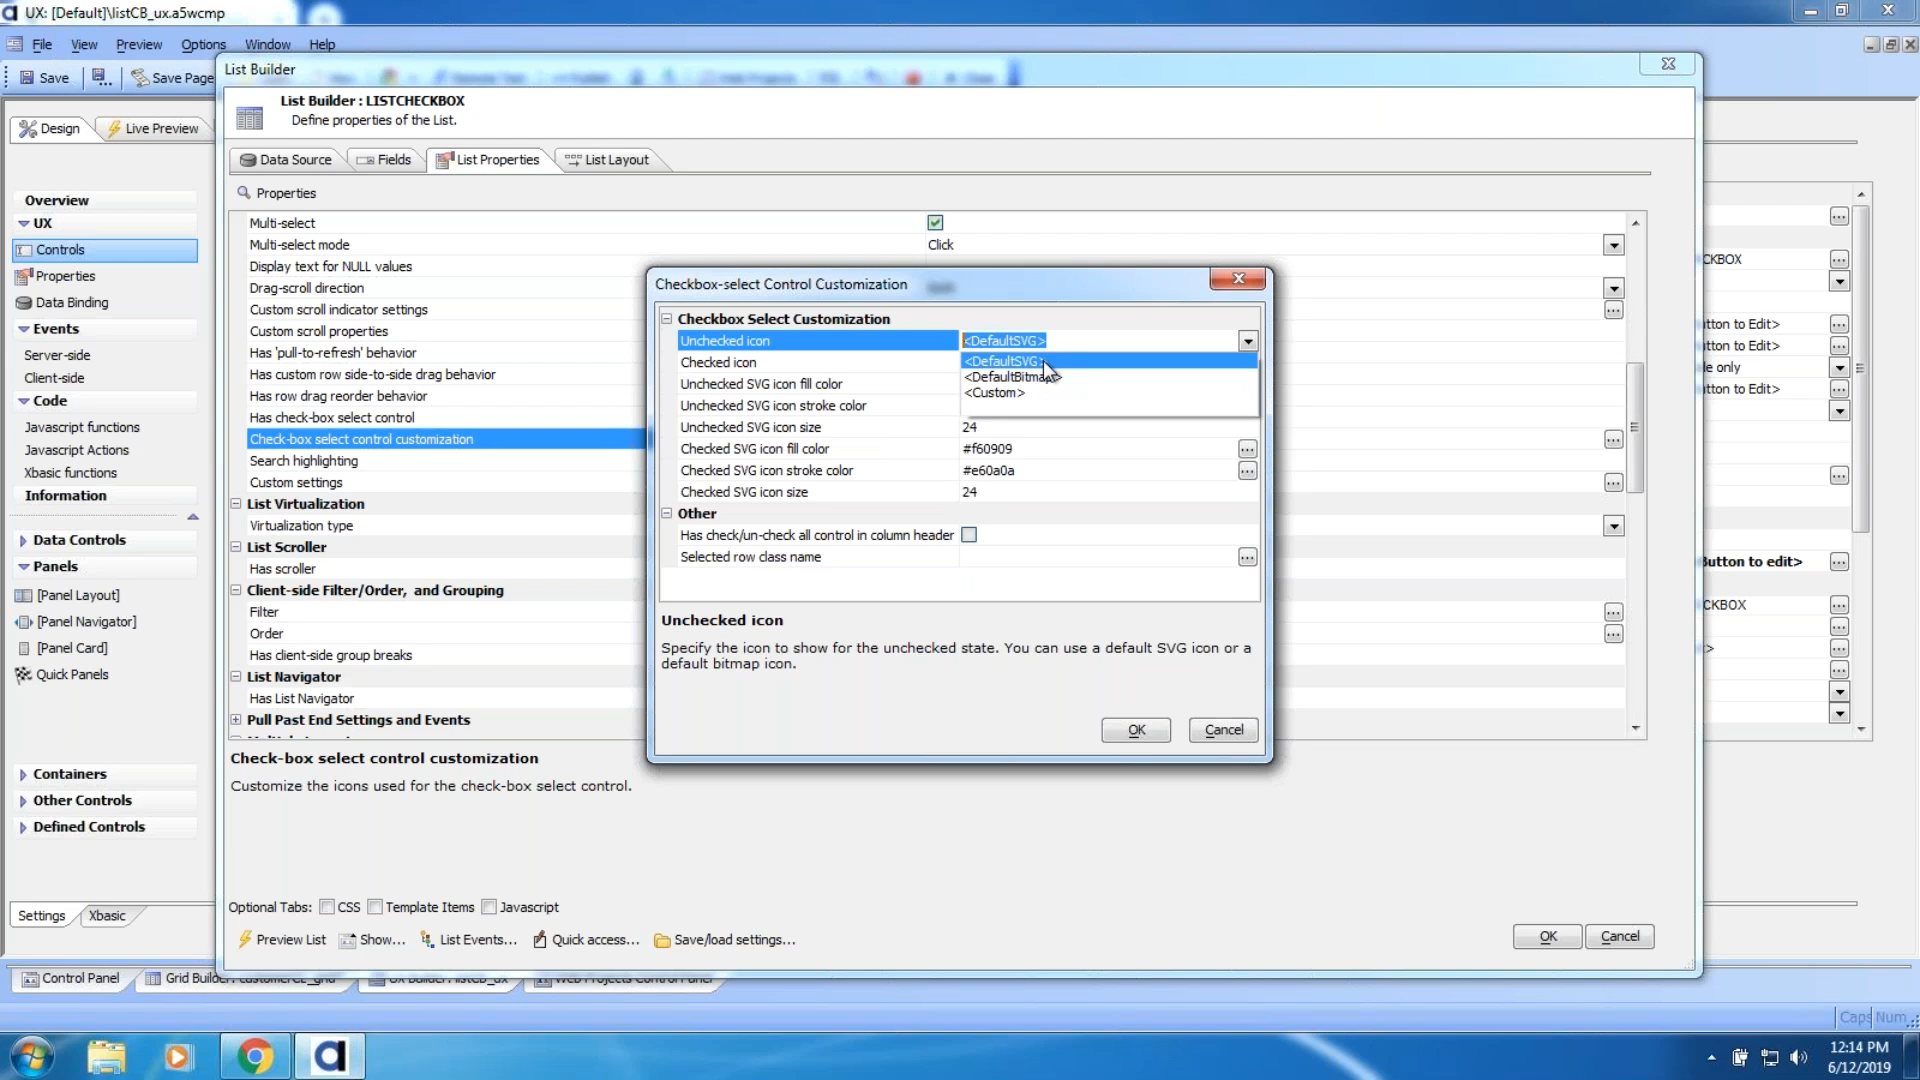 UX: [Default]\listCB_ux.a5wcmp
File View Preview Options Window Help
Save Save Page
List Builder
List Builder : LISTCHECKBOX
Define properties of the List.
Design Live Preview
Data Source Fields List Properties List Layout
Properties
Overview
UX
Controls
Properties
Data Binding
Events
Server-side
Client-side
Code
Javascript functions
Javascript Actions
Xbasic functions
Information
Data Controls
Panels
[Panel Layout]
[Panel Navigator]
[Panel Card]
Quick Panels
Containers
Other Controls
Defined Controls
Settings Xbasic
Multi-select
Multi-select mode Click
Display text for NULL values
Drag-scroll direction
Custom scroll indicator settings
Custom scroll properties
Has 'pull-to-refresh' behavior
Has custom row side-to-side drag behavior
Has row drag reorder behavior
Has check-box select control
Check-box select control customization
Search highlighting
Custom settings
List Virtualization
Virtualization type
List Scroller
Has scroller
Client-side Filter/Order, and Grouping
Filter
Order
Has client-side group breaks
List Navigator
Has List Navigator
Pull Past End Settings and Events
Check-box select control customization
Customize the icons used for the check-box select control.
Optional Tabs: CSS Template Items Javascript
Preview List Show... List Events... Quick access... Save/load settings...
OK Cancel
Checkbox-select Control Customization
Checkbox Select Customization
Unchecked icon <DefaultSVG>
<DefaultSVG>
<DefaultBitmap>
<Custom>
Checked icon
Unchecked SVG icon fill color
Unchecked SVG icon stroke color
Unchecked SVG icon size 24
Checked SVG icon fill color #f60909
Checked SVG icon stroke color #e60a0a
Checked SVG icon size 24
Other
Has check/un-check all control in column header
Selected row class name
Unchecked icon
Specify the icon to show for the unchecked state. You can use a default SVG icon or a
default bitmap icon.
OK Cancel
CKBOX
tton to Edit>
tton to Edit>
le only
tton to Edit>
Button to edit>
CKBOX
>
Control Panel Grid Builder : customerCE_grid UX Builder : listCB_ux Web Projects Control Panel
Caps Num
12:14 PM
6/12/2019